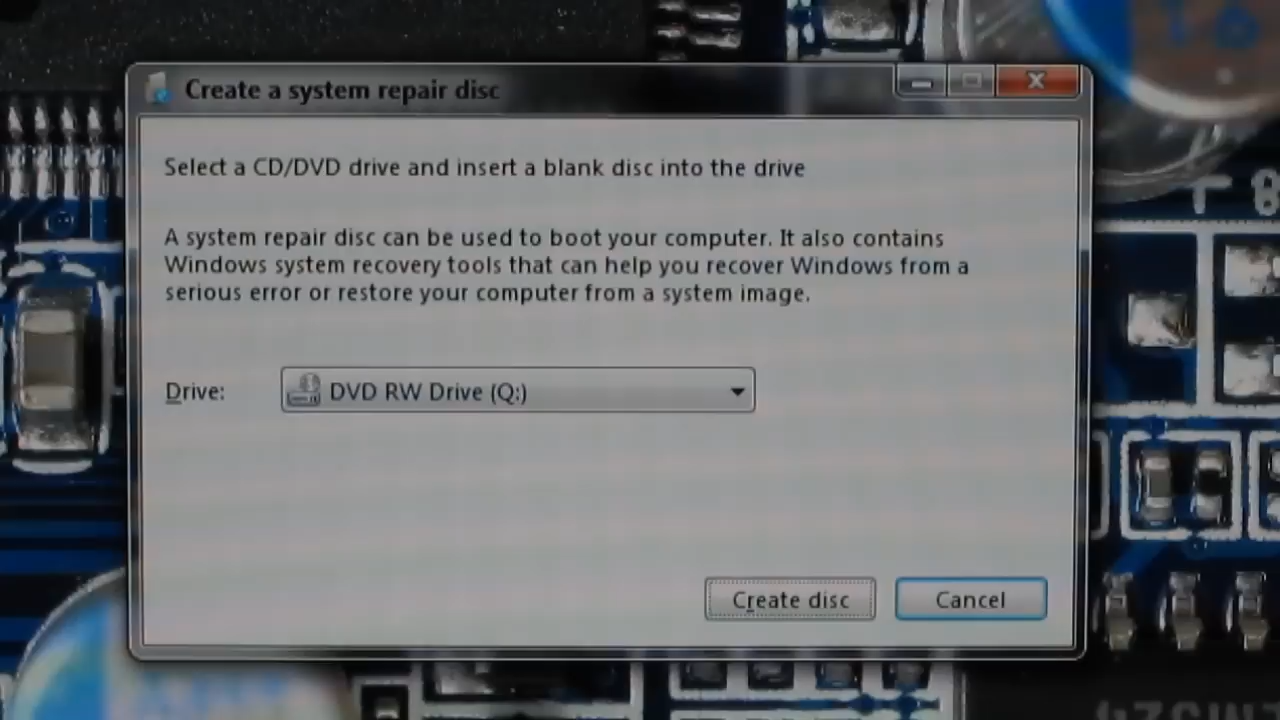 Create a system repair disc
Select a CD/DVD drive and insert a blank disc into the drive
A system repair disc can be used to boot your computer. It also contains
Windows system recovery tools that can help you recover Windows from a
serious error or restore your computer from a system image.
Drive: DVD RW Drive (Q:)
Create disc Cancel